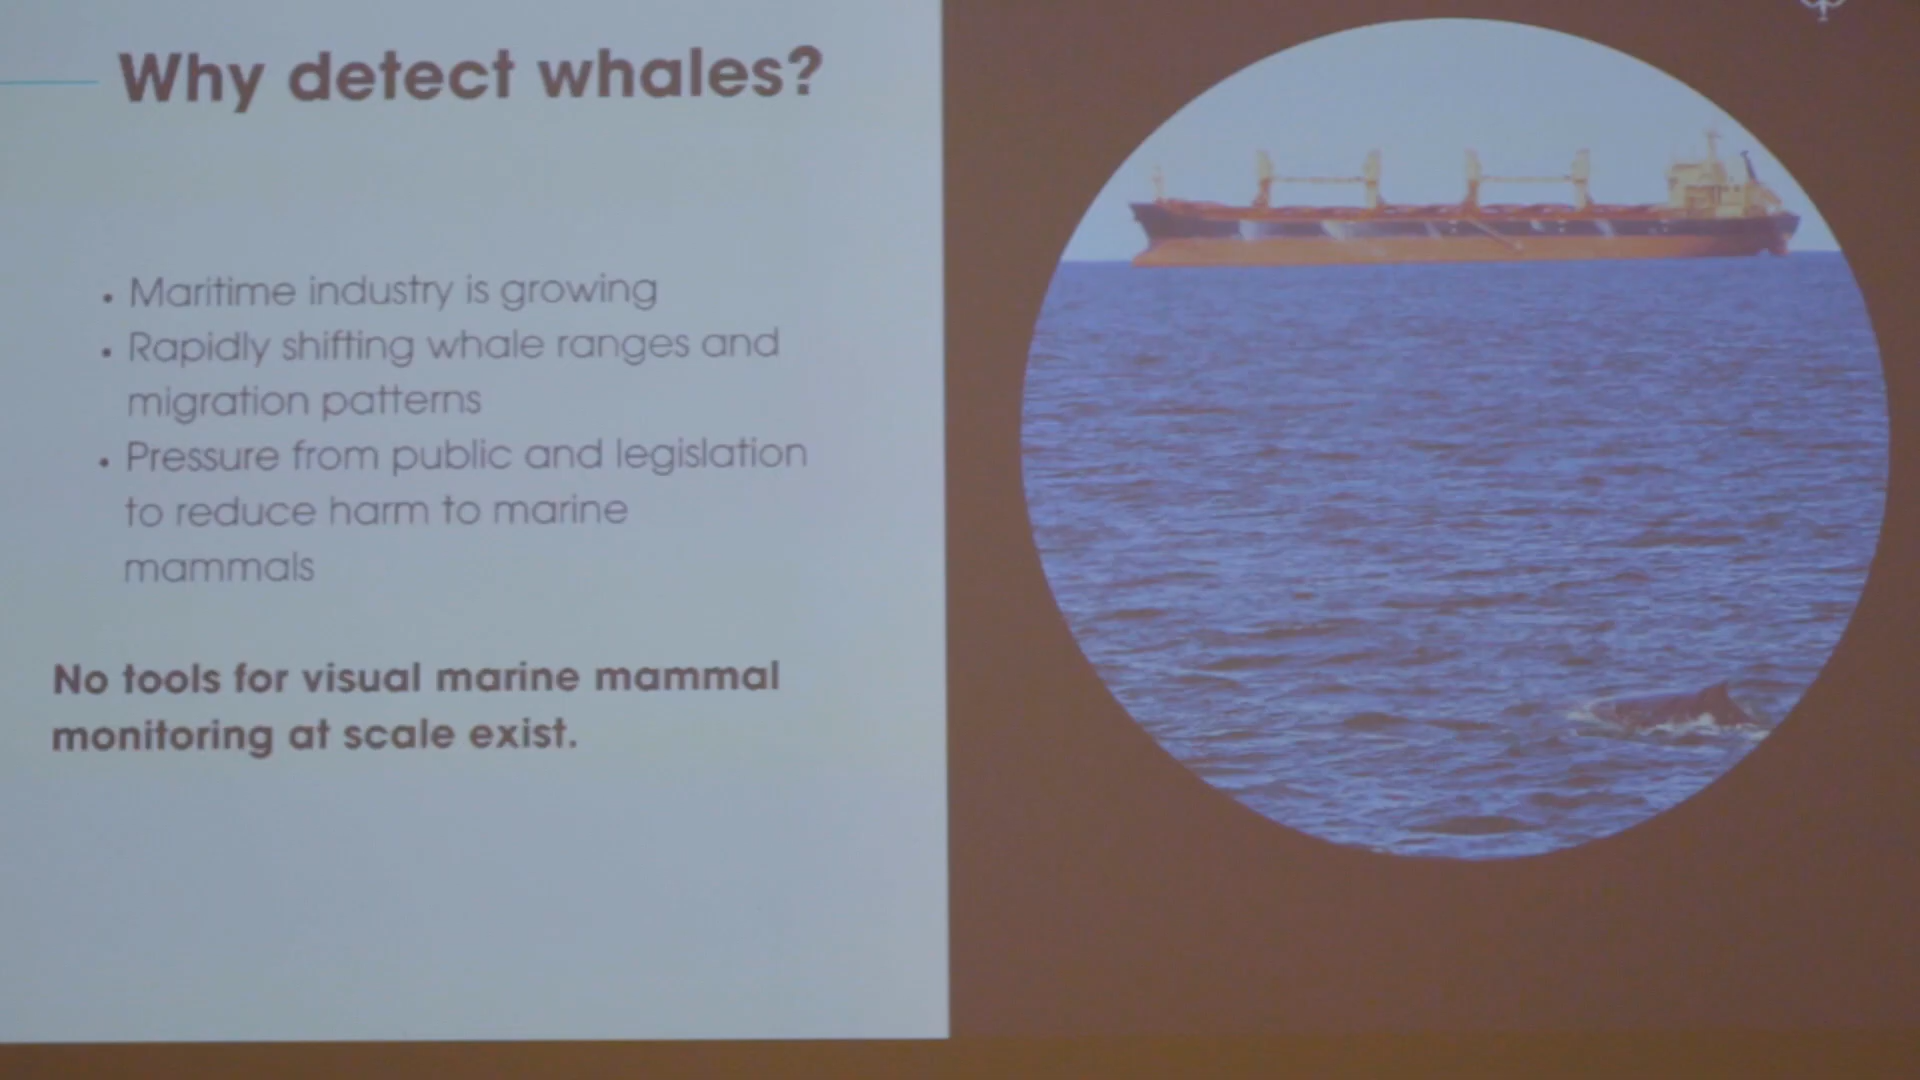 Why detect whales?
• Maritime industry is growing
• Rapidly shifting whale ranges and
migration patterns
• Pressure from public and legislation
to reduce harm to marine
mammals
No tools for visual marine mammal
monitoring at scale exist.